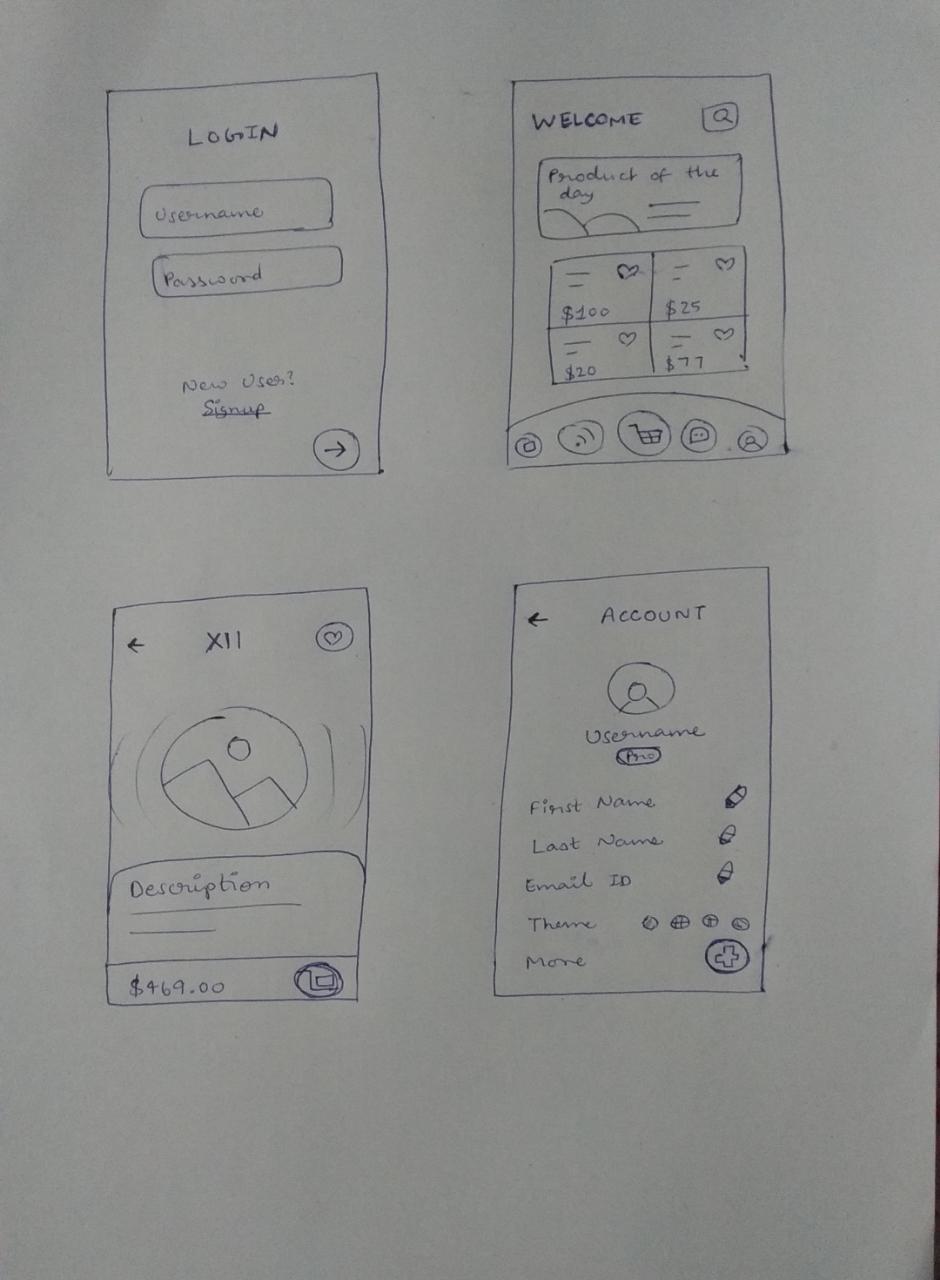 LOGIN
Username
Password
New User?
Signup
WELCOME
Product of the
day
$100
$25
$20
$77
XII
Description
$469.00
ACCOUNT
Username
Pro
First Name
Last Name
Email ID
Theme
More